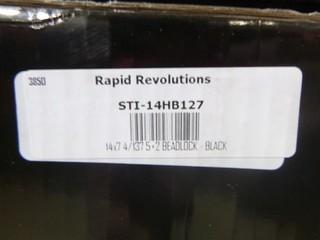 3850
Rapid Revolutions
STI-14HB127
14x7 4/137 5+2 BEADLOCK - BLACK